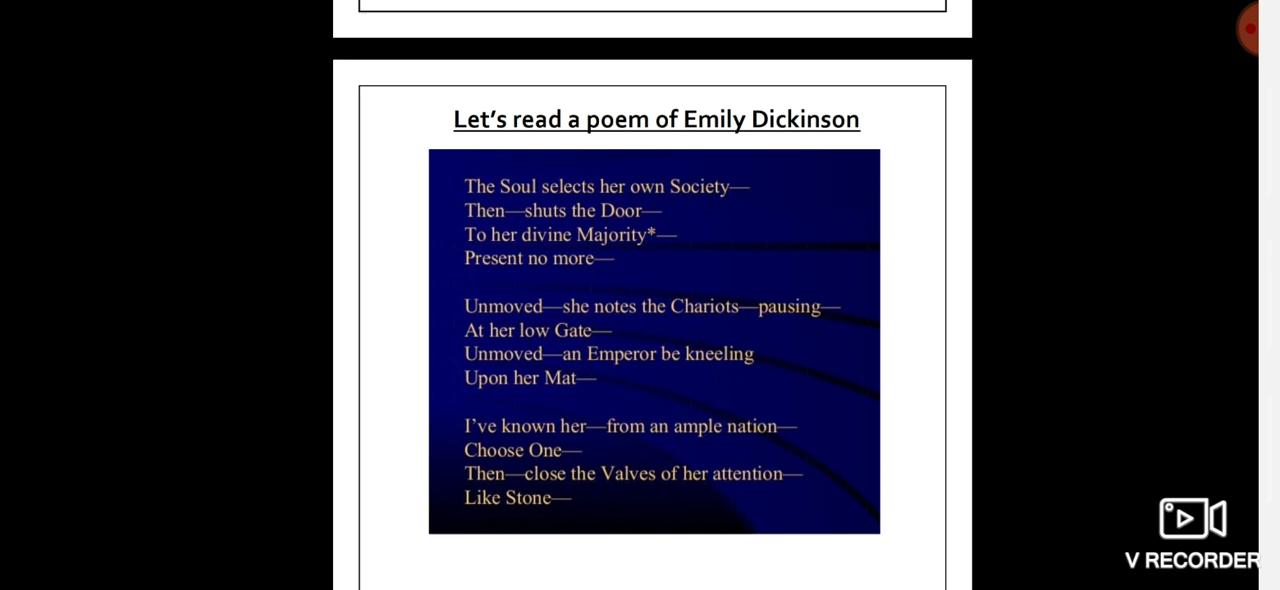 Let's read a poem of Emily Dickinson
The Soul selects her own Society—
Then—shuts the Door—
To her divine Majority*—
Present no more—
Unmoved—she notes the Chariots—pausing—
At her low Gate—
Unmoved—an Emperor be kneeling
Upon her Mat—
I've known her—from an ample nation—
Choose One—
Then—close the Valves of her attention—
Like Stone—
V RECORDER